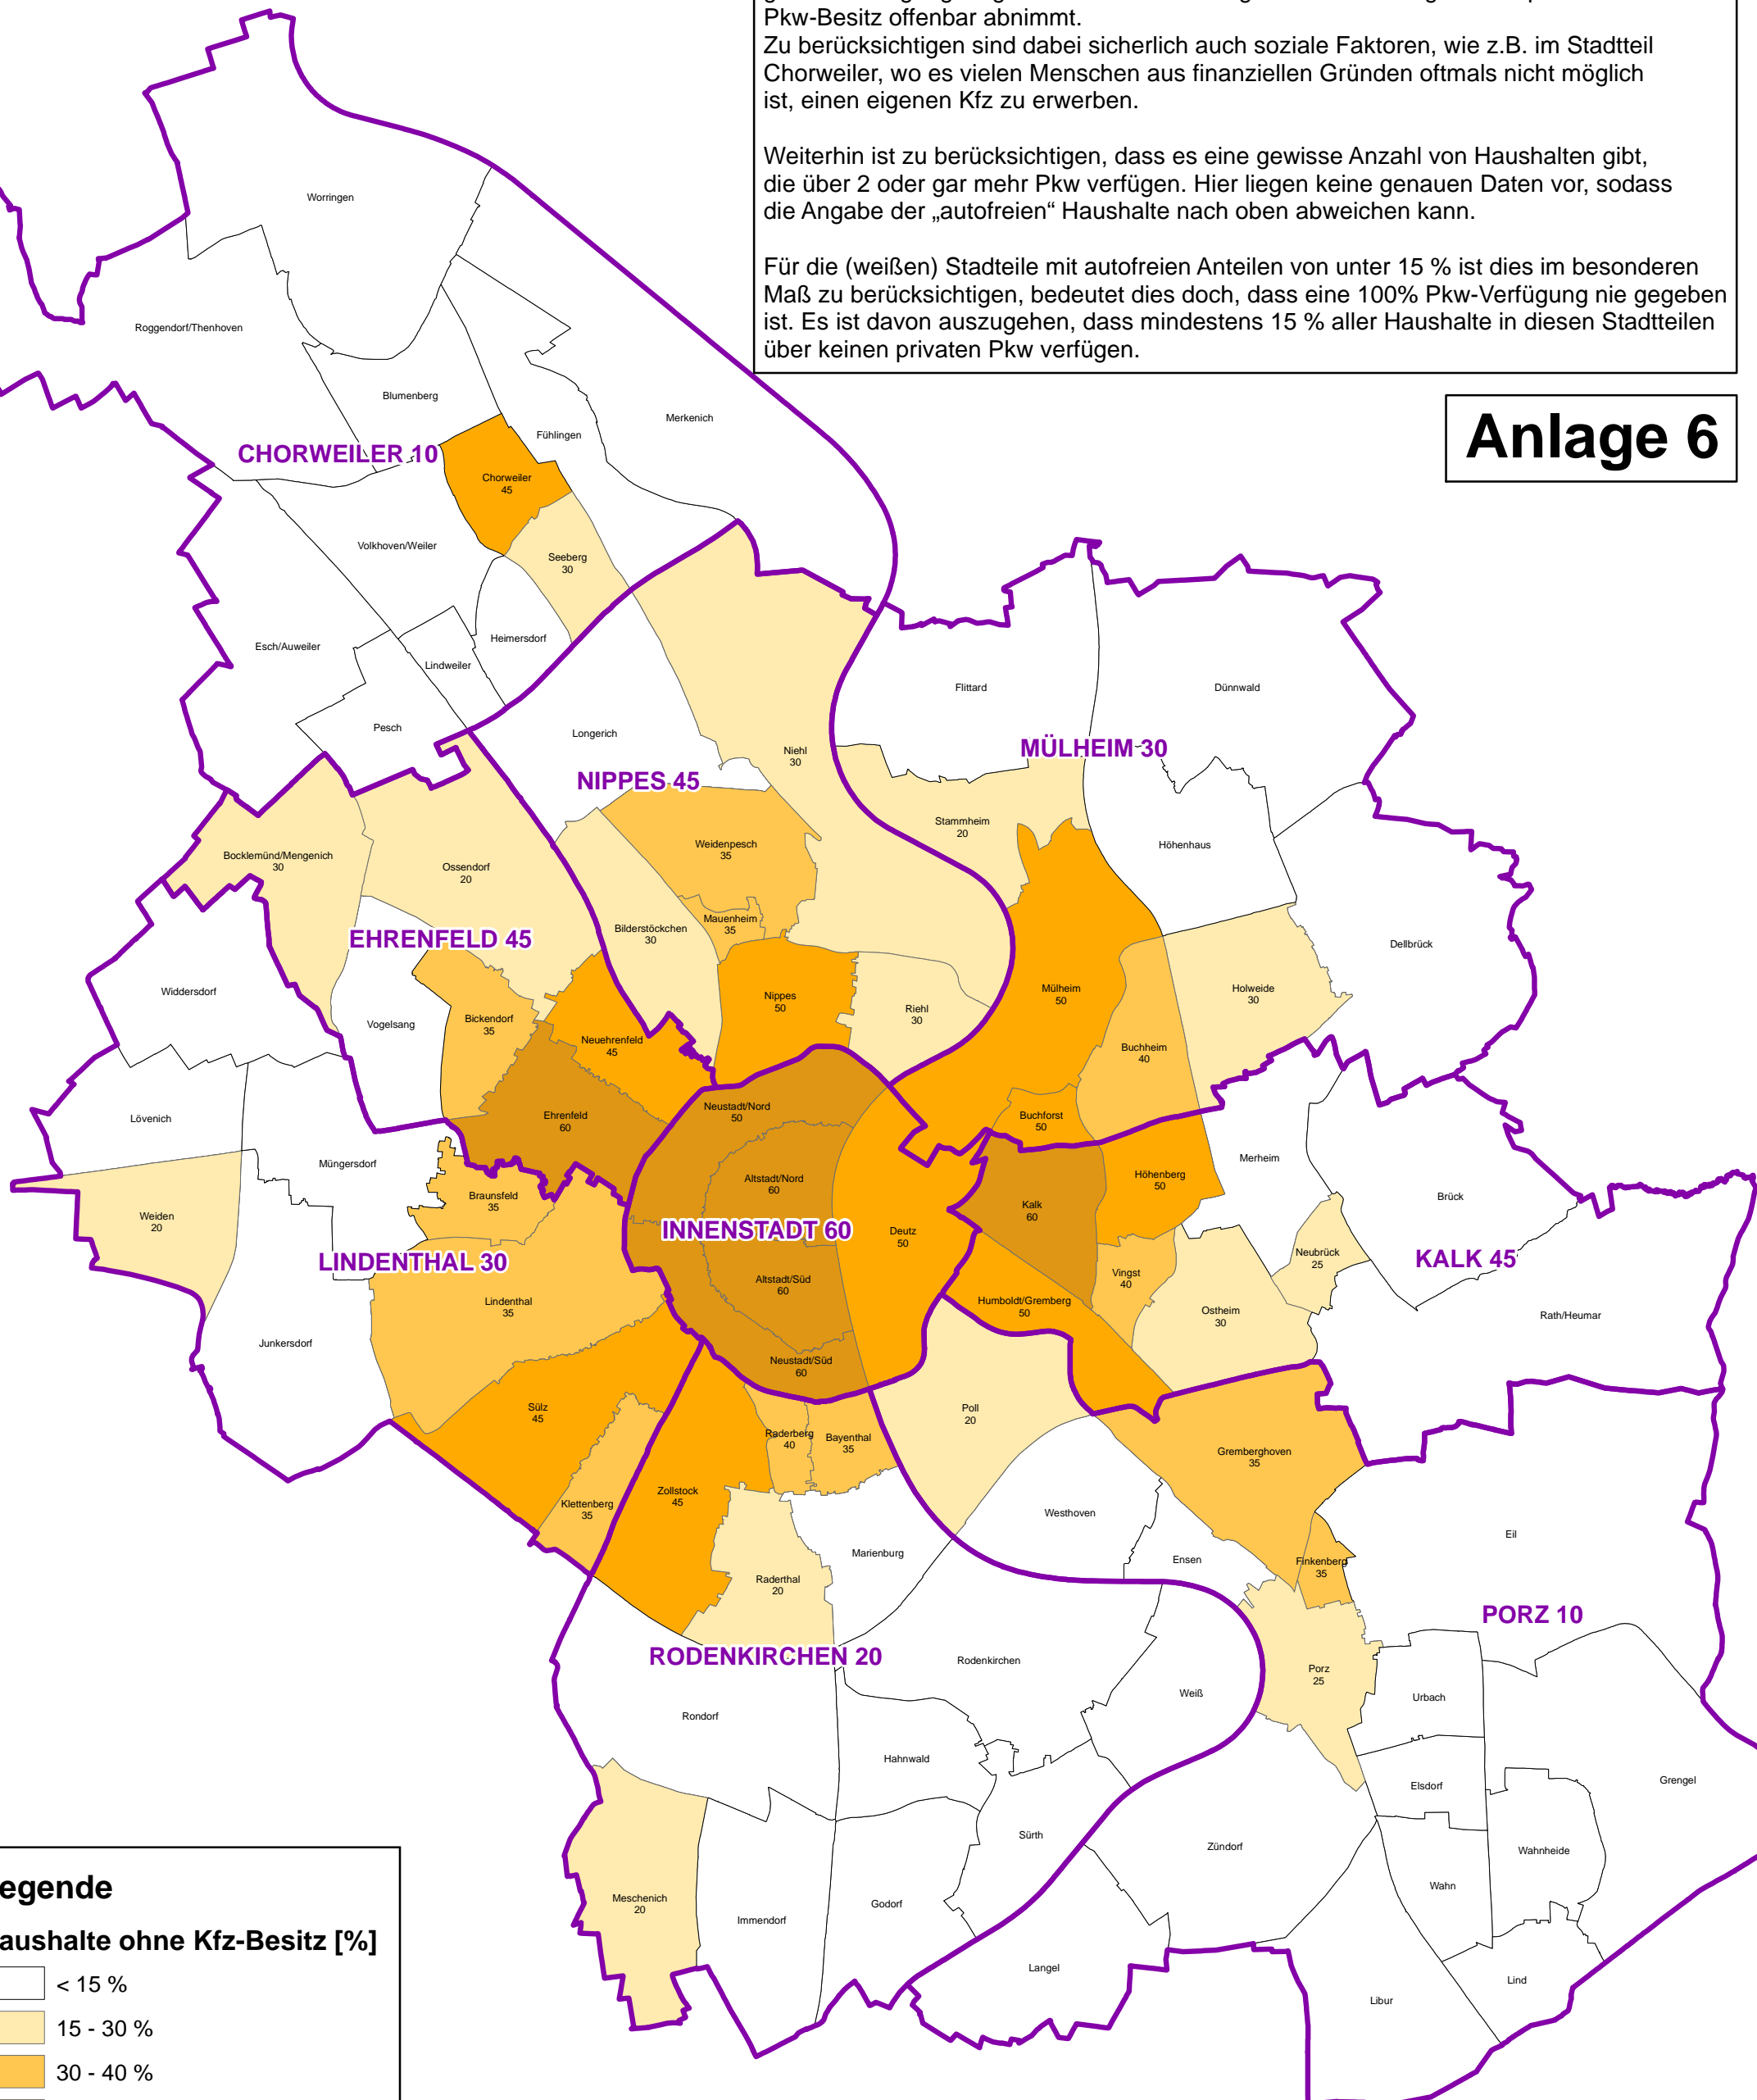 Pkw-Besitz offenbar abnimmt.
Zu berücksichtigen sind dabei sicherlich auch soziale Faktoren, wie z.B. im Stadtteil
Chorweiler, wo es vielen Menschen aus finanziellen Gründen oftmals nicht möglich
ist, einen eigenen Kfz zu erwerben.
Weiterhin ist zu berücksichtigen, dass es eine gewisse Anzahl von Haushalten gibt,
die über 2 oder gar mehr Pkw verfügen. Hier liegen keine genauen Daten vor, sodass
die Angabe der „autofreien“ Haushalte nach oben abweichen kann.
Für die (weißen) Stadteile mit autofreien Anteilen von unter 15 % ist dies im besonderen
Maß zu berücksichtigen, bedeutet dies doch, dass eine 100% Pkw-Verfügung nie gegeben
ist. Es ist davon auszugehen, dass mindestens 15 % aller Haushalte in diesen Stadtteilen
über keinen privaten Pkw verfügen.
Anlage 6
Worringen
Roggendorf/Thenhoven
Blumenberg
Fühlingen
Merkenich
CHORWEILER 10
Chorweiler
45
Volkhoven/Weiler
Seeberg
30
Heimersdorf
Esch/Auweiler
Lindweiler
Pesch
Longerich
Niehl
30
NIPPES 45
Flittard
Dünnwald
MÜLHEIM 30
Stammheim
20
Höhenhaus
Weidenpesch
35
Bocklemünd/Mengenich
30
Ossendorf
20
Mauenheim
35
Bilderstöckchen
30
EHRENFELD 45
Dellbrück
Widdersdorf
Vogelsang
Bickendorf
35
Neuehrenfeld
45
Nippes
50
Riehl
30
Mülheim
50
Holweide
30
Buchheim
40
Lövenich
Ehrenfeld
60
Neustadt/Nord
50
Buchforst
50
Müngersdorf
Braunsfeld
35
Altstadt/Nord
60
Höhenberg
50
Merheim
Brück
Weiden
20
INNENSTADT 60
Deutz
50
Kalk
60
Neubrück
25
KALK 45
LINDENTHAL 30
Altstadt/Süd
60
Vingst
40
Lindenthal
35
Humboldt/Gremberg
50
Ostheim
30
Rath/Heumar
Junkersdorf
Neustadt/Süd
60
Sülz
45
Raderberg
40
Bayenthal
35
Poll
20
Gremberghoven
35
Zollstock
45
Klettenberg
35
Westhoven
Eil
Marienburg
Ensen
Finkenberg
35
Raderthal
20
PORZ 10
RODENKIRCHEN 20
Rodenkirchen
Porz
25
Weiß
Urbach
Rondorf
Hahnwald
Elsdorf
Grengel
Sürth
Zündorf
Wahnheide
Wahn
Meschenich
20
Immendorf
Godorf
Langel
Lind
Libur
egende
aushalte ohne Kfz-Besitz [%]
< 15 %
15 - 30 %
30 - 40 %